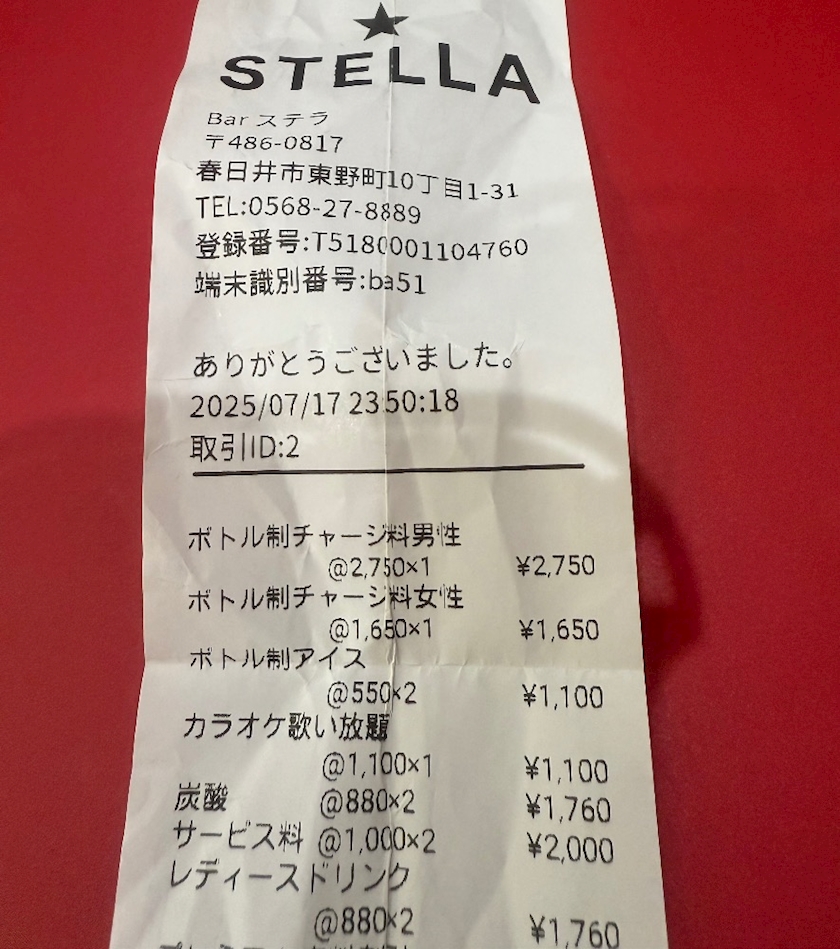 STELLA
Bar ステラ
〒486-0817
春日井市東野町10丁目1-31
TEL:0568-27-8889
登録番号:T5180001104760
端末識別番号:ba51
ありがとうございました。
2025/07/17 23:50:18
取引ID:2
ボトル制チャージ料男性
@2,750×1 ¥2,750
ボトル制チャージ料女性
@1,650×1 ¥1,650
ボトル制アイス
@550×2 ¥1,100
カラオケ歌い放題
@1,100×1 ¥1,100
炭酸 @880×2 ¥1,760
サービス料 @1,000×2 ¥2,000
レディースドリンク
@880×2 ¥1,760